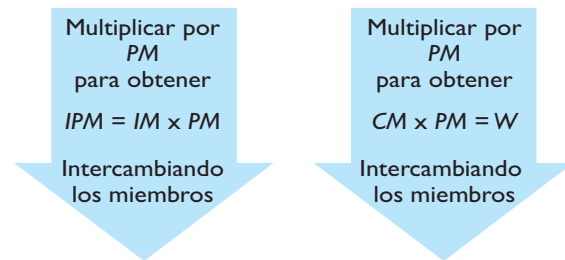 Multiplicar por
PM
para obtener
IPM = IM x PM
Intercambiando
los miembros
Multiplicar por
PM
para obtener
CM x PM = W
Intercambiando
los miembros